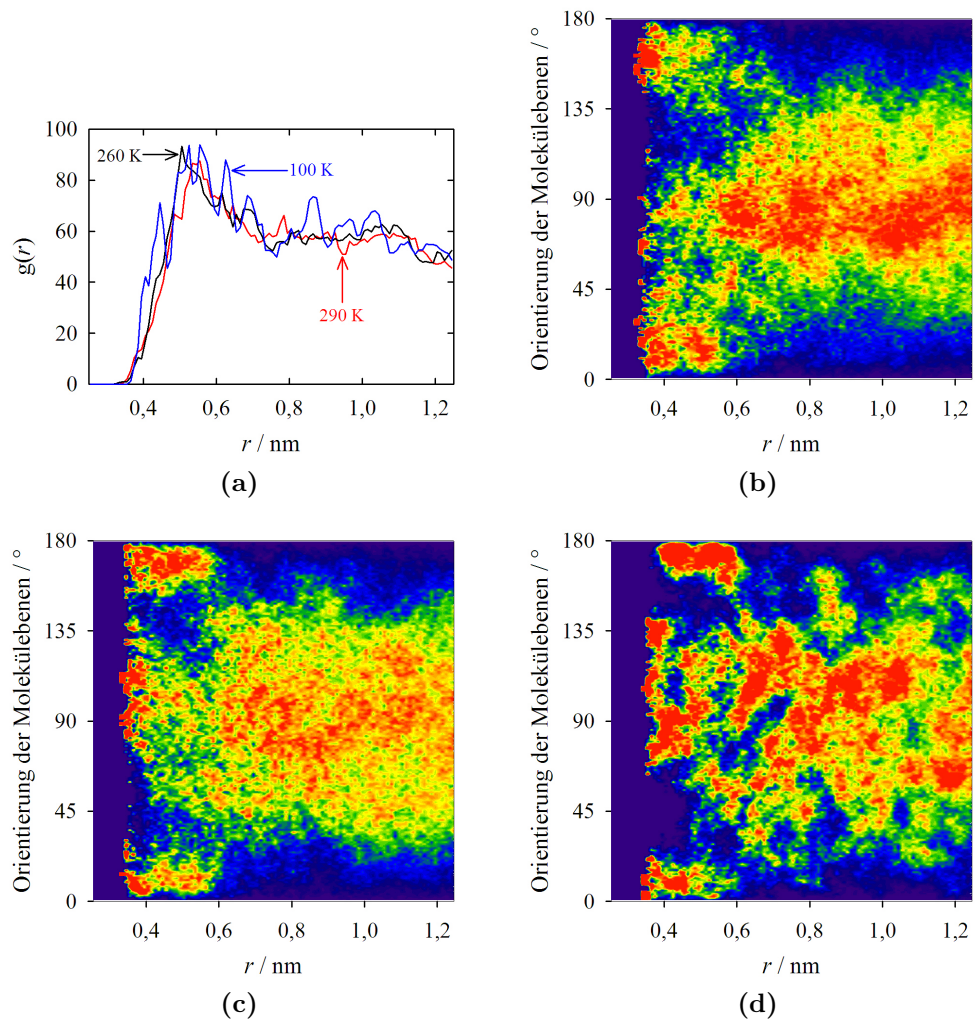 100
80
60
40
20
0
g(r)
260 K
100 K
290 K
0,4 0,6 0,8 1,0 1,2
r / nm
(a)
180
135
90
45
0
Orientierung der Molekülebenen / °
0,4 0,6 0,8 1,0 1,2
r / nm
(b)
180
135
90
45
0
Orientierung der Molekülebenen / °
0,4 0,6 0,8 1,0 1,2
r / nm
(c)
180
135
90
45
0
Orientierung der Molekülebenen / °
0,4 0,6 0,8 1,0 1,2
r / nm
(d)